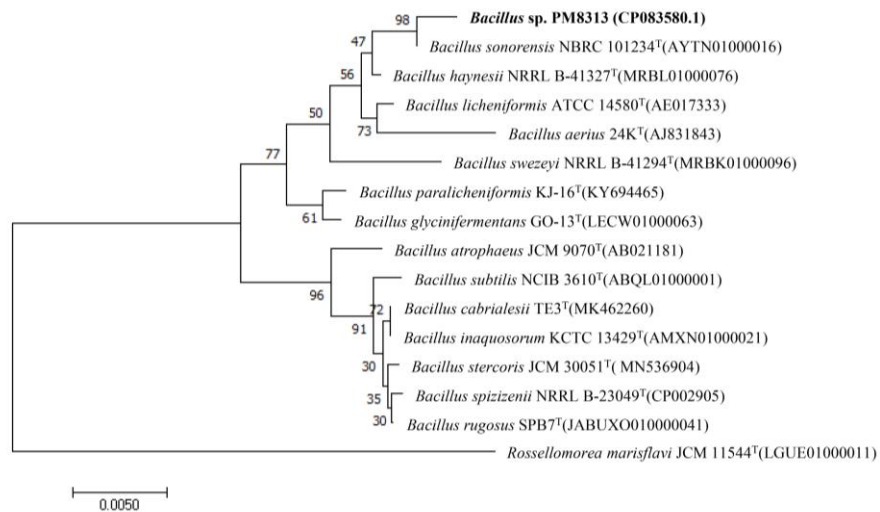 98 Bacillus sp. PM8313 (CP083580.1)
Bacillus sonorensis NBRC 101234ᵀ(AYTN01000016)
47
Bacillus haynesii NRRL B-41327ᵀ(MRBL01000076)
56
Bacillus licheniformis ATCC 14580ᵀ(AE017333)
50
73 Bacillus aerius 24Kᵀ(AJ831843)
77
Bacillus swezeyi NRRL B-41294ᵀ(MRBK01000096)
Bacillus paralicheniformis KJ-16ᵀ(KY694465)
61 Bacillus glycinifermentans GO-13ᵀ(LECW01000063)
Bacillus atrophaeus JCM 9070ᵀ(AB021181)
Bacillus subtilis NCIB 3610ᵀ(ABQL01000001)
96
72 Bacillus cabrialesii TE3ᵀ(MK462260)
91
Bacillus inaquosorum KCTC 13429ᵀ(AMXN01000021)
30 Bacillus stercoris JCM 30051ᵀ( MN536904)
35 Bacillus spizizenii NRRL B-23049ᵀ(CP002905)
30 Bacillus rugosus SPB7ᵀ(JABUXO010000041)
Rossellomorea marisflavi JCM 11544ᵀ(LGUE01000011)
0.0050